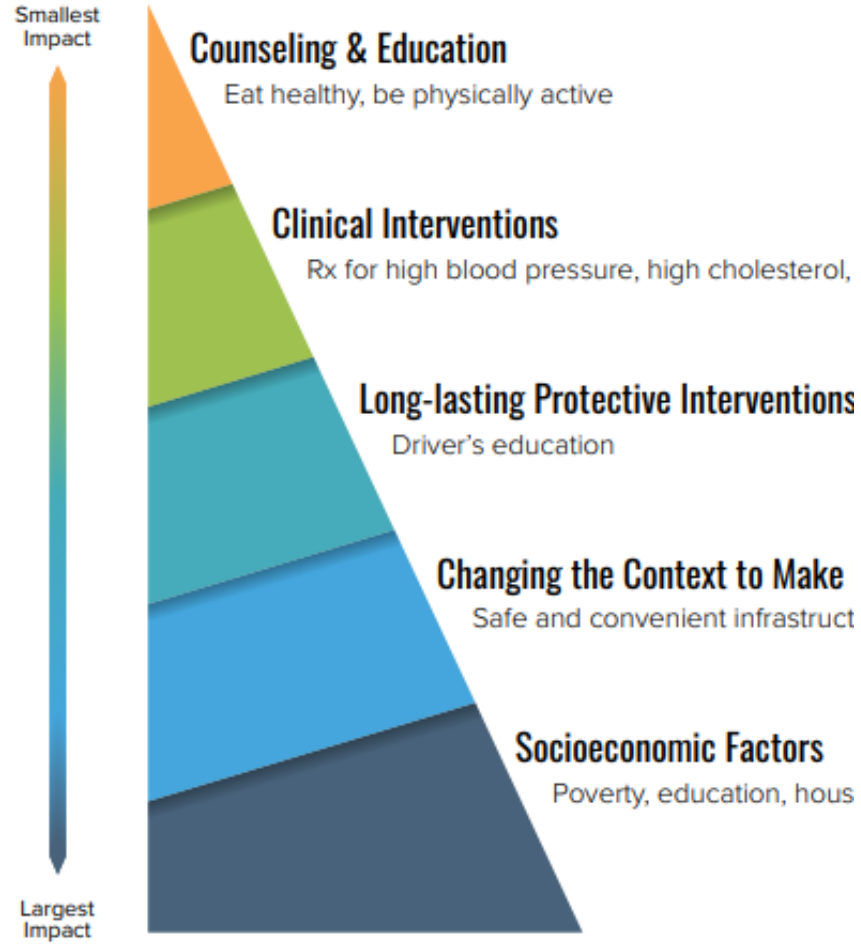 Smallest
Impact
Counseling & Education
Eat healthy, be physically active
Clinical Interventions
Rx for high blood pressure, high cholesterol,
Long-lasting Protective Interventions
Driver's education
Changing the Context to Make
Safe and convenient
Socioeconomic Factors
Poverty, education,
Largest
Impact